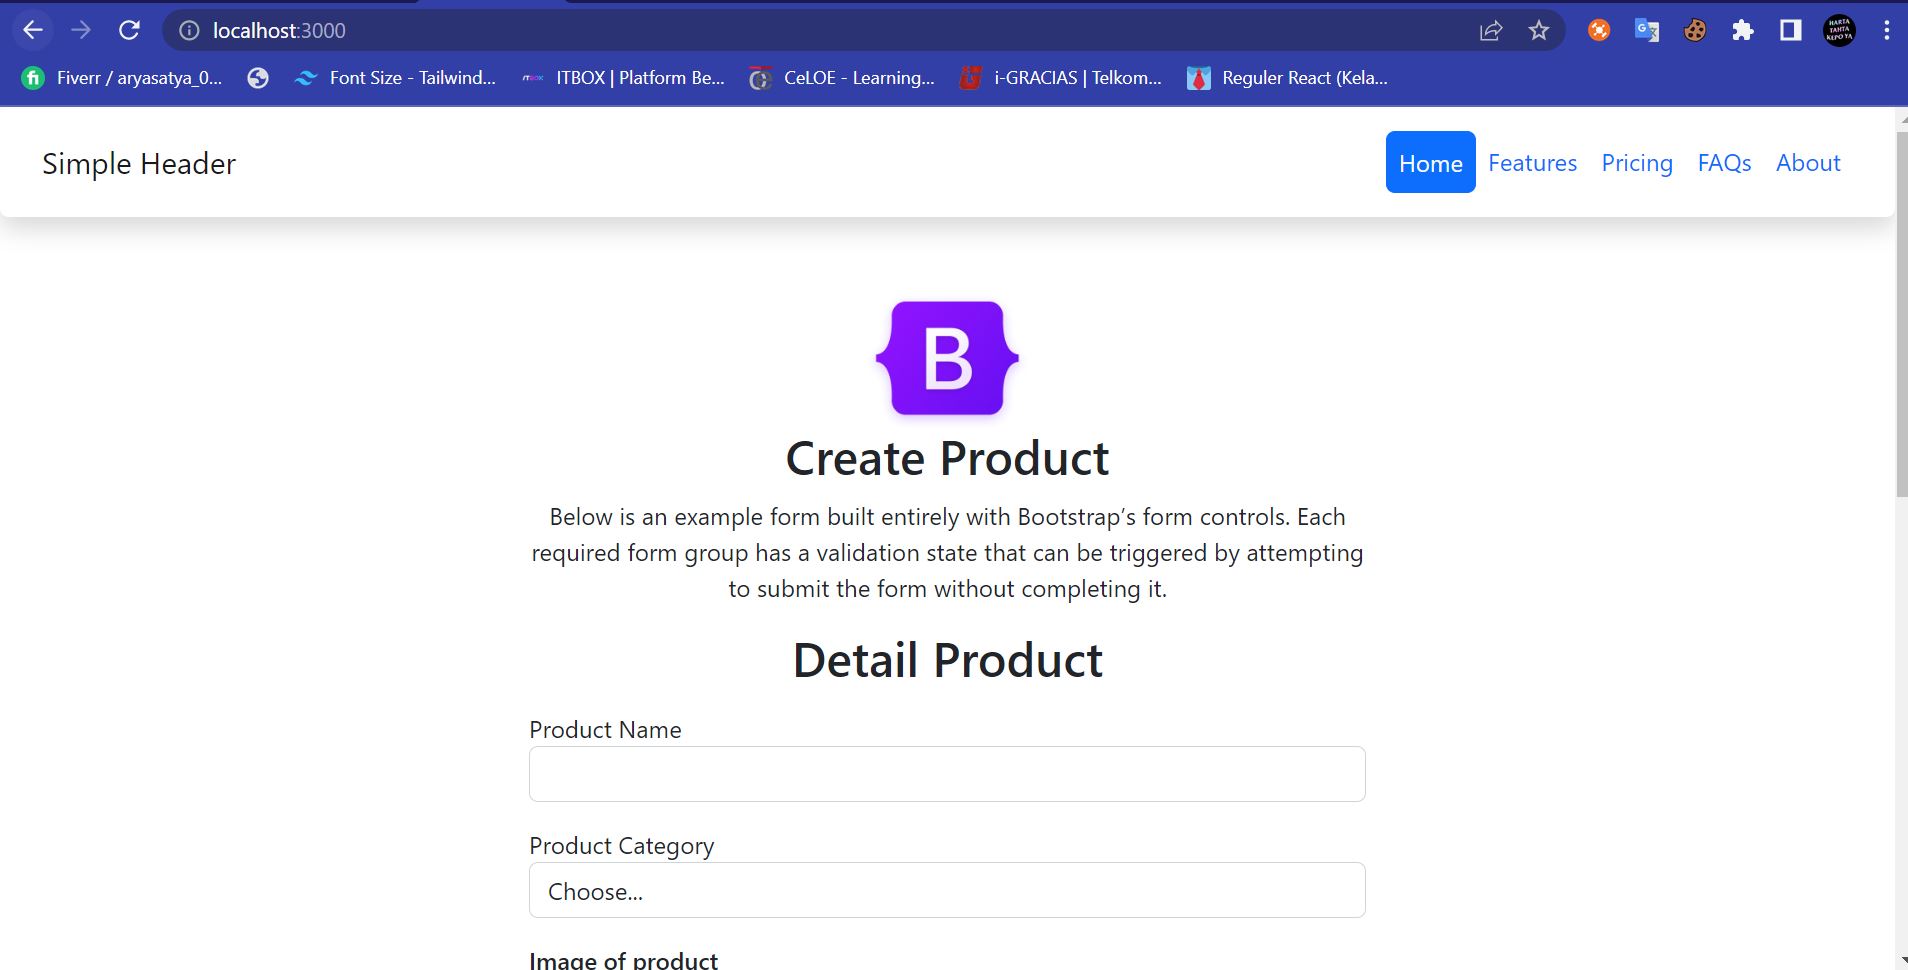 localhost:3000
Fiverr / aryasatya_0... Font Size - Tailwind... ITBOX | Platform Be... CeLOE - Learning... i-GRACIAS | Telkom... Reguler React (Kela...
Simple Header Home Features Pricing FAQs About
B
Create Product
Below is an example form built entirely with Bootstrap’s form controls. Each
required form group has a validation state that can be triggered by attempting
to submit the form without completing it.
Detail Product
Product Name
Product Category
Choose...
Image of product